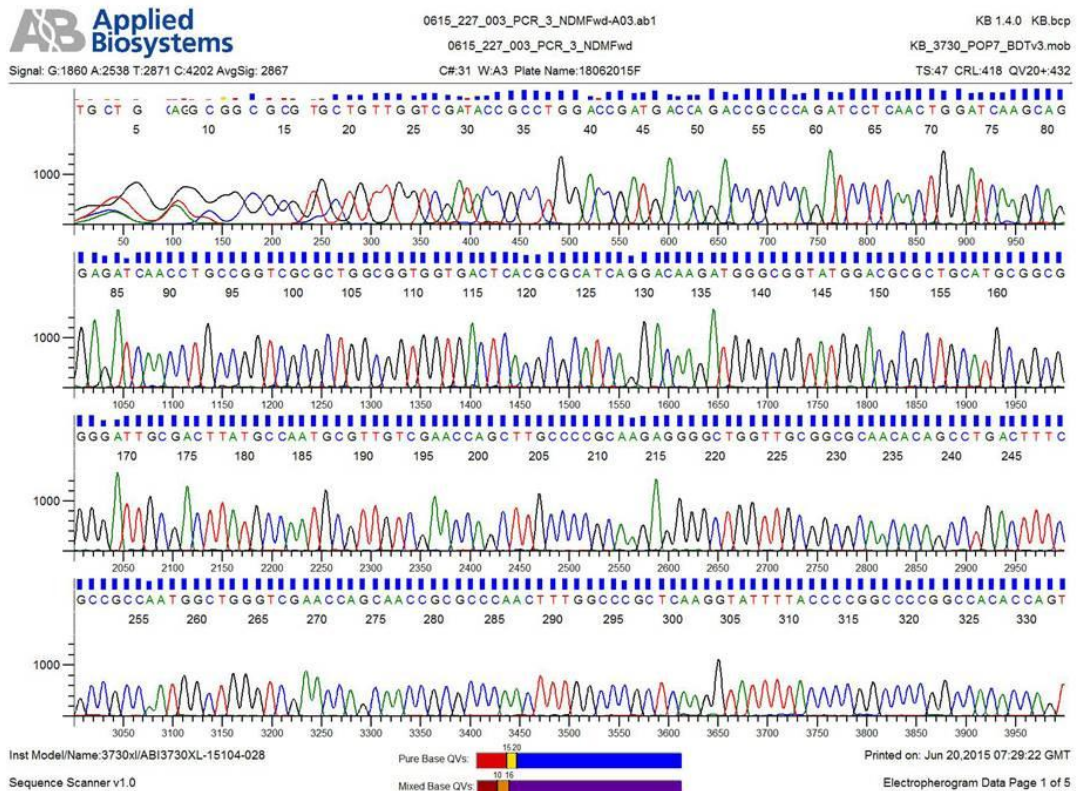 AB Applied Biosystems
0615_227_003_PCR_3_NDMFwd-A03.ab1
KB 1.4.0 KB.bcp
0615_227_003_PCR_3_NDMFwd
KB_3730_POP7_BDTv3.mob
Signal: G:1860 A:2538 T:2871 C:4202 AvgSig: 2867
C#:31 W:A3 Plate Name:18062015F
TS:47 CRL:418 QV20+:432
TGCT G CAGG CGGC GCG TGCTGTTGGTCGATACCGCCTGGACCGATGACCAGACCGCCCAGATCCTCAACTGGATCAAGCAG
5 10 15 20 25 30 35 40 45 50 55 60 65 70 75 80
1000
50 100 150 200 250 300 350 400 450 500 550 600 650 700 750 800 850 900 950
GAGATCAACCTGCCGGTCGCGCTGGCGGTGGTGACTCACGCGCATCAGGACAAGATGGGCGGTATGGACGCGCTGCATGCGGCG
85 90 95 100 105 110 115 120 125 130 135 140 145 150 155 160
1000
1050 1100 1150 1200 1250 1300 1350 1400 1450 1500 1550 1600 1650 1700 1750 1800 1850 1900 1950
GGGATTGCGACTTATGCCAATGCGTTGTCGAACCAGCTTGCCCCGCAAGAGGGGCTGGTTGCGGCGCAACACAGCCTGACTTTC
170 175 180 185 190 195 200 205 210 215 220 225 230 235 240 245
1000
2050 2100 2150 2200 2250 2300 2350 2400 2450 2500 2550 2600 2650 2700 2750 2800 2850 2900 2950
GCCGCCAATGGCTGGGTCGAACCAGCAACCGCGCCCAACTTTGGCCCGCTCAAGGTATTTTACCCCGGCCCCGGCCACACCAGT
255 260 265 270 275 280 285 290 295 300 305 310 315 320 325 330
1000
3050 3100 3150 3200 3250 3300 3350 3400 3450 3500 3550 3600 3650 3700 3750 3800 3850 3900 3950
Inst Model/Name:3730xl/ABI3730XL-15104-028
Pure Base QVs:
15 20
Printed on: Jun 20,2015 07:29:22 GMT
Sequence Scanner v1.0
Mixed Base QVs:
10 16
Electropherogram Data Page 1 of 5